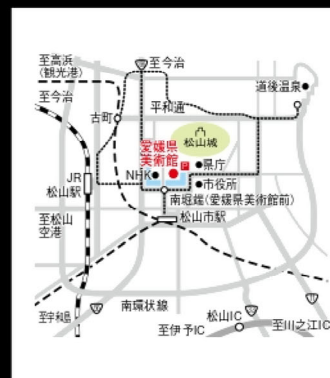 至高浜
(観光港)
至今治
道後温泉
至今治
平和通
古町
松山城
愛媛県
美術館
P
県庁
NHK
市役所
JR
松山駅
南堀端(愛媛県美術館前)
松山市駅
至松山
空港
南環状線
松山IC
至宇和島
至伊予IC
至川之江IC